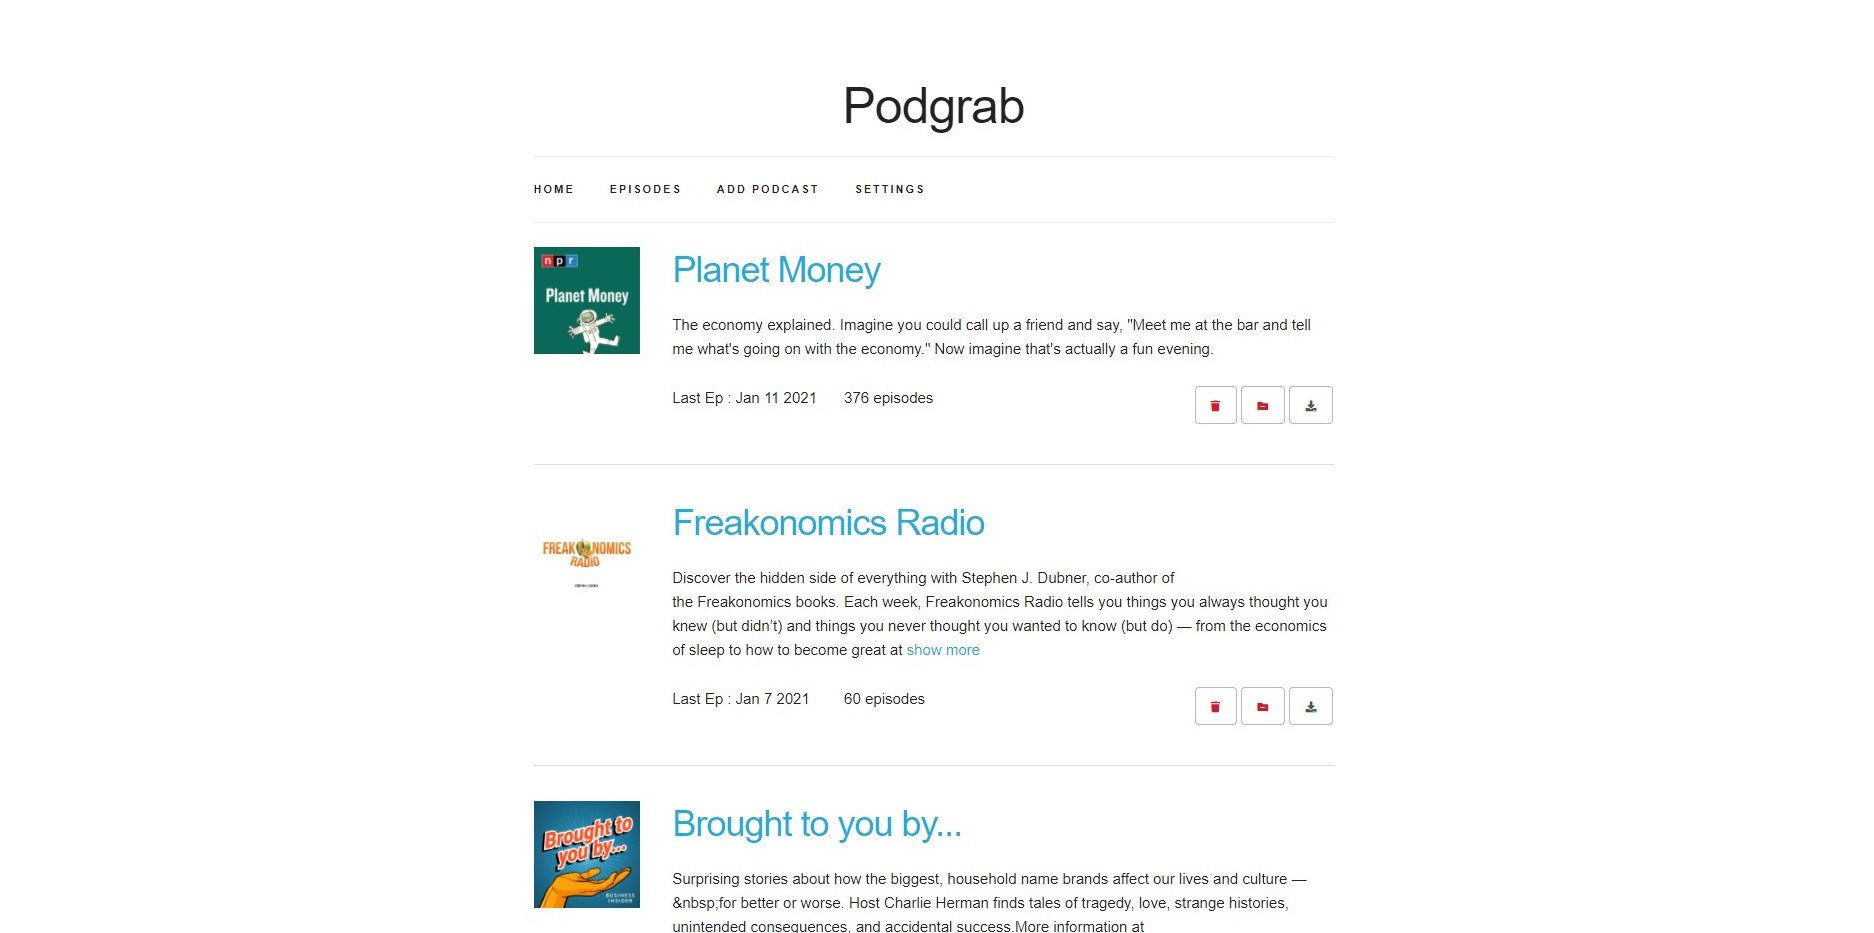 Podgrab
HOME EPISODES ADD PODCAST SETTINGS
npr
Planet Money
Planet Money
The economy explained. Imagine you could call up a friend and say, "Meet me at the bar and tell
me what's going on with the economy." Now imagine that's actually a fun evening.
Last Ep : Jan 11 2021 376 episodes
FREAKONOMICS
RADIO
Freakonomics Radio
Discover the hidden side of everything with Stephen J. Dubner, co-author of
the Freakonomics books. Each week, Freakonomics Radio tells you things you always thought you
knew (but didn’t) and things you never thought you wanted to know (but do) — from the economics
of sleep to how to become great at show more
Last Ep : Jan 7 2021 60 episodes
Brought to
you by...
BUSINESS
INSIDER
Brought to you by...
Surprising stories about how the biggest, household name brands affect our lives and culture —
&nbsp;for better or worse. Host Charlie Herman finds tales of tragedy, love, strange histories,
unintended consequences, and accidental success.More information at